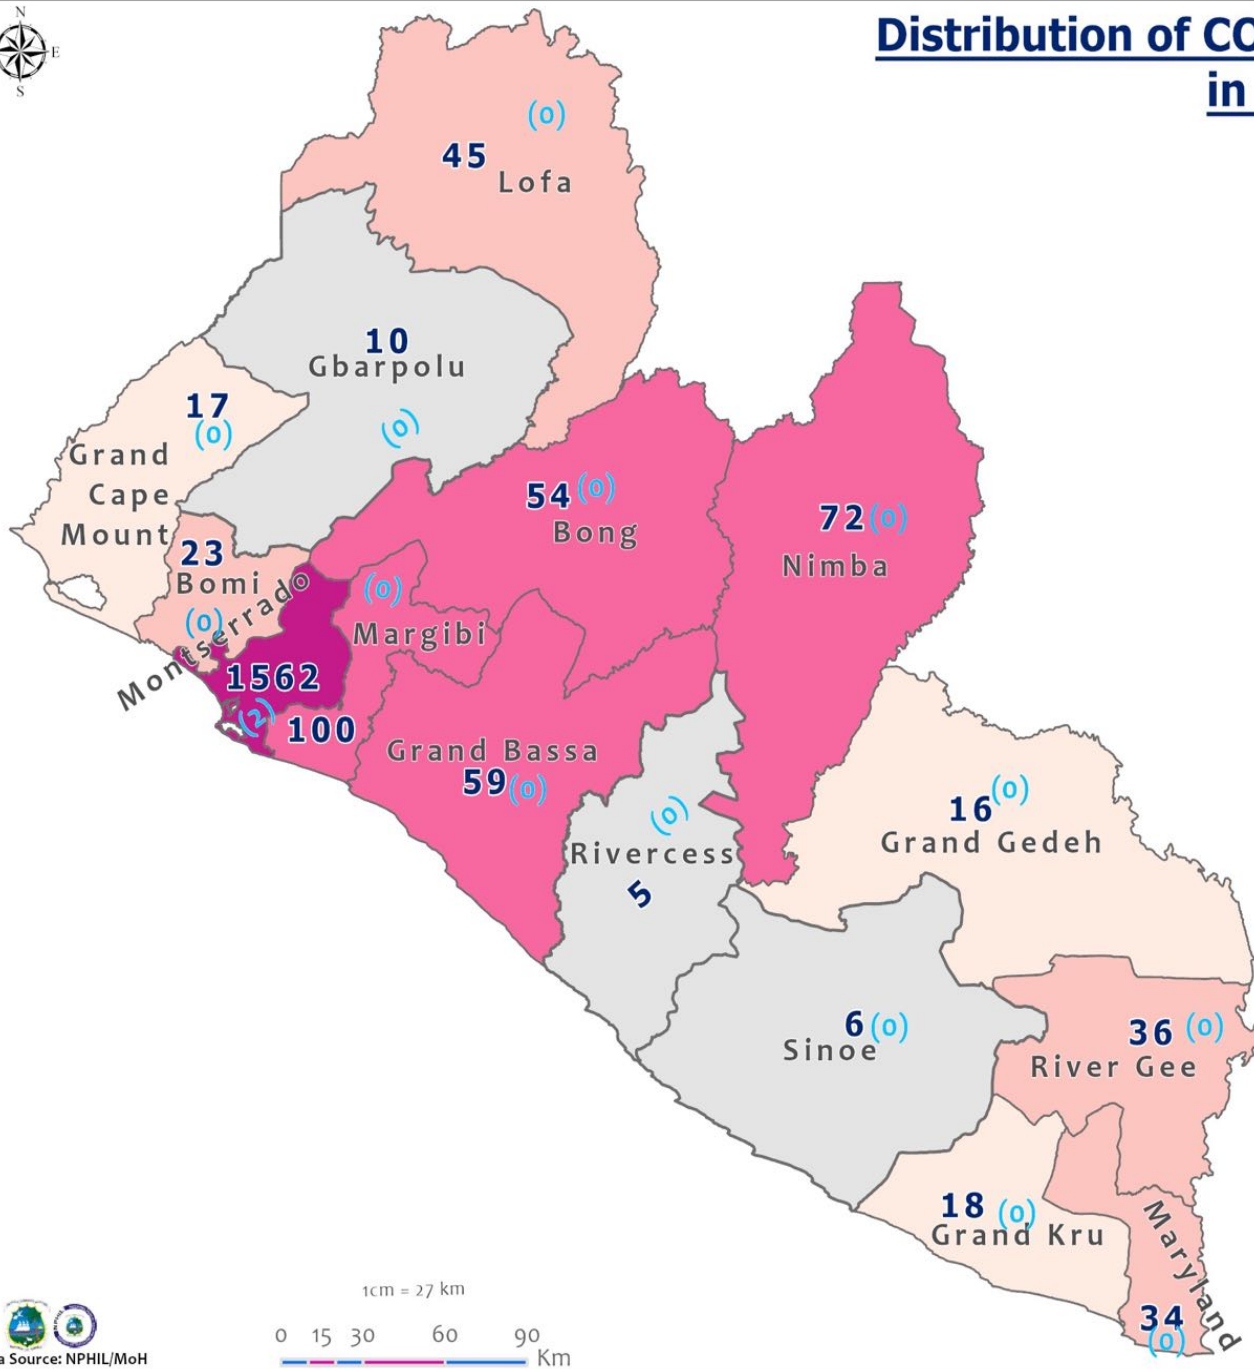 N
E
S
Distribution of CO
in
(0)
45
Lofa
10
Gbarpolu
(0)
17
(0)
Grand
Cape
Mount
54 (0)
Bong
72 (0)
Nimba
23
Bomi
(0)
Montserrado
1562
(2)
(0)
Margibi
100
Grand Bassa
59 (0)
(0)
Rivercess
5
16 (0)
Grand Gedeh
6 (0)
Sinoe
36 (0)
River Gee
18 (0)
Grand Kru
Maryland
34
(0)
1cm = 27 km
0 15 30 60 90
Km
a Source: NPHIL/MoH